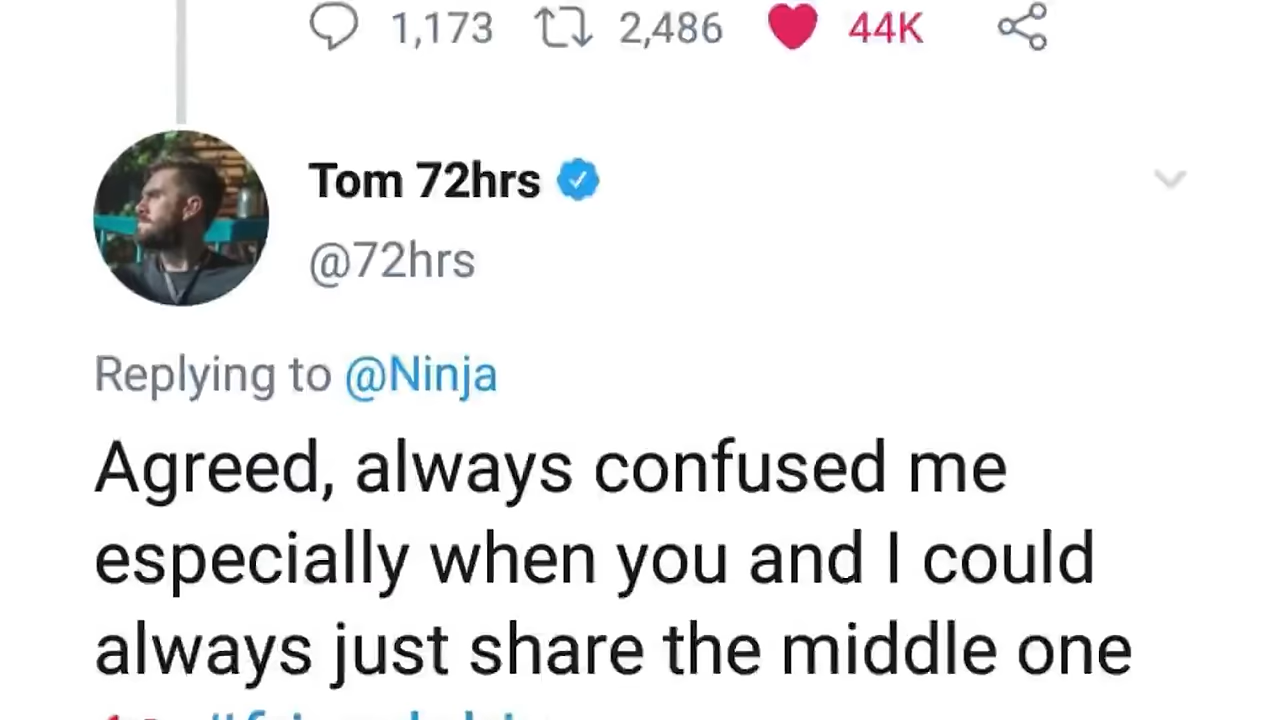 1,173 2,486 44K
Tom 72hrs
@72hrs
Replying to @Ninja
Agreed, always confused me
especially when you and I could
always just share the middle one